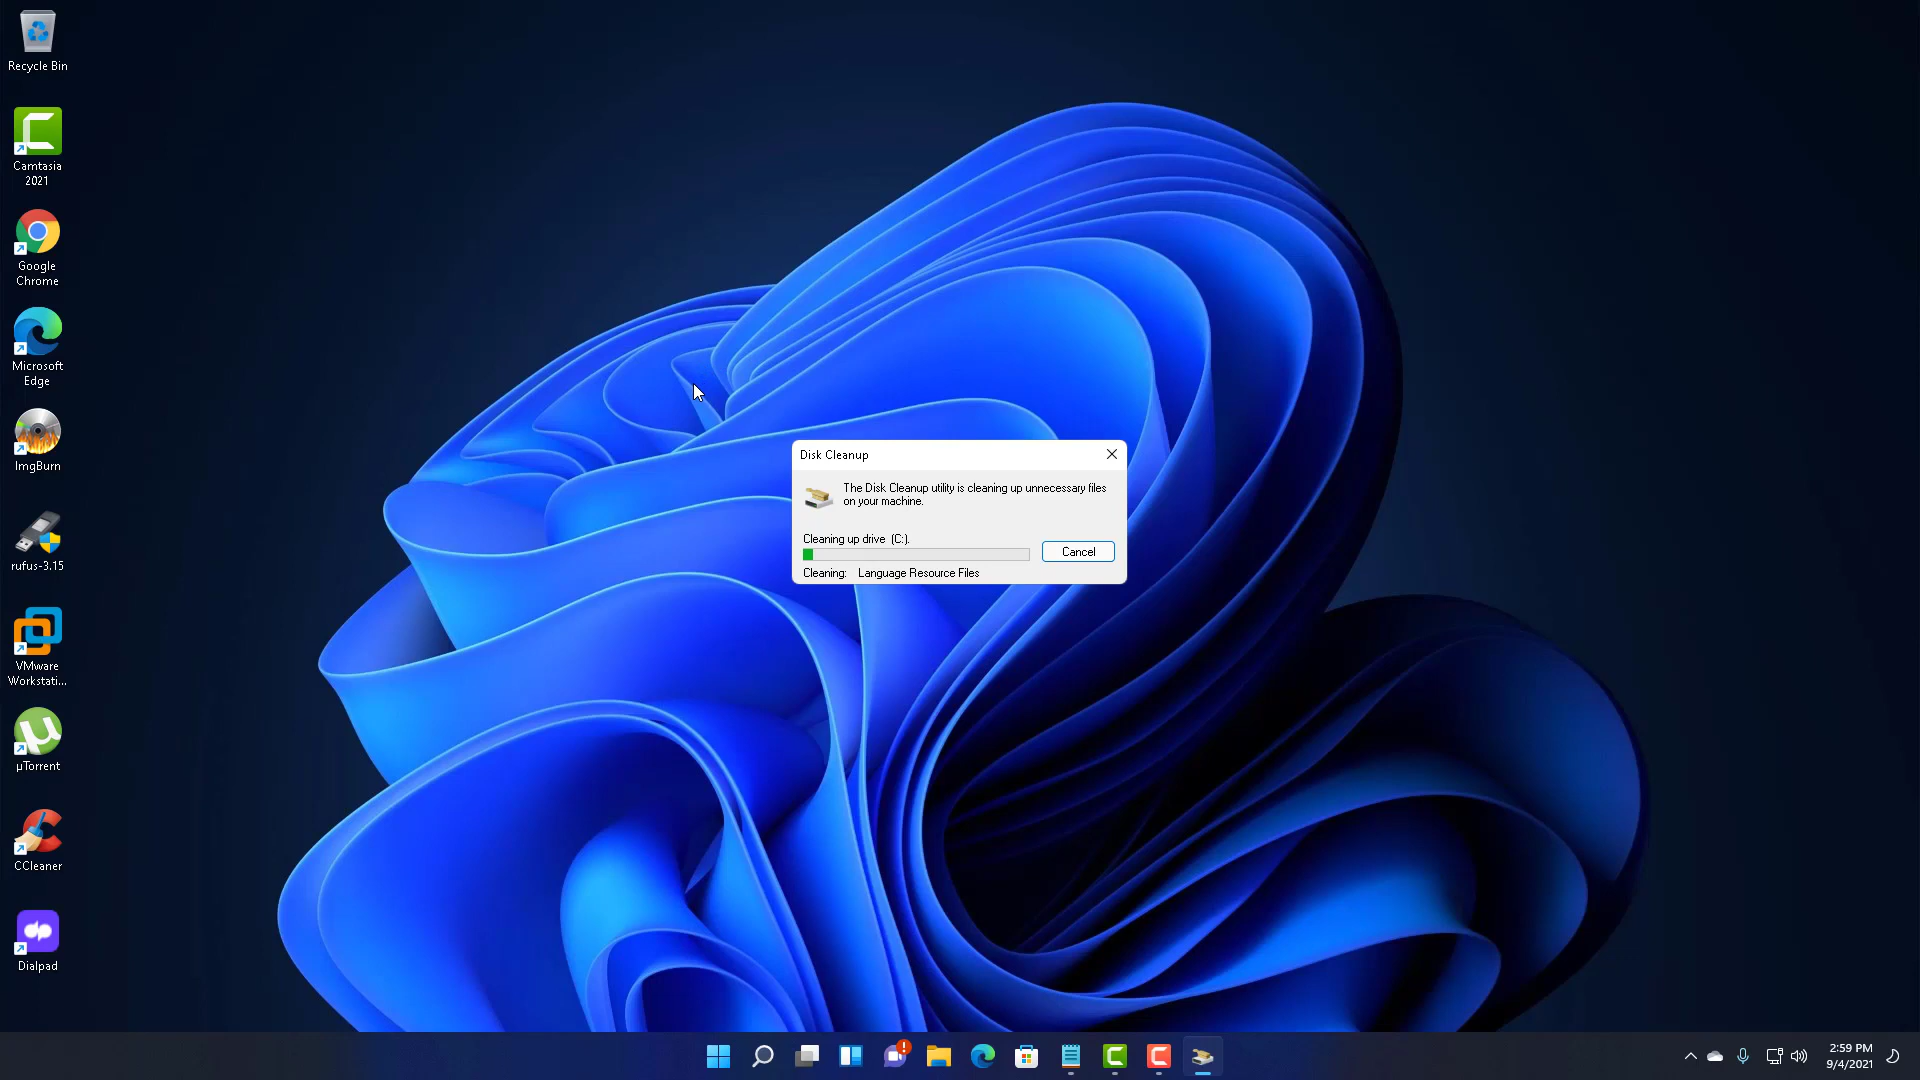 Recycle Bin
Camtasia
2021
Google
Chrome
Microsoft
Edge
ImgBurn
rufus-3.15
VMware
Workstati...
µTorrent
CCleaner
Dialpad
Disk Cleanup
The Disk Cleanup utility is cleaning up unnecessary files
on your machine.
Cleaning up drive (C:).
Cancel
Cleaning: Language Resource Files
2:59 PM
9/4/2021